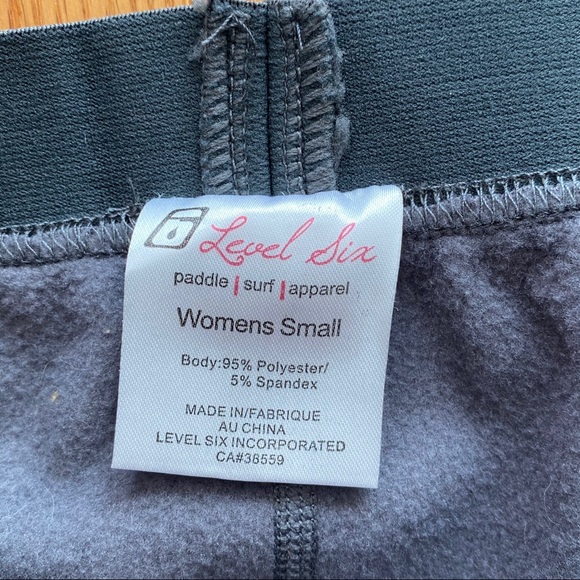 Level Six
paddle | surf | apparel
Womens Small
Body:95% Polyester/
5% Spandex
MADE IN/FABRIQUE
AU CHINA
LEVEL SIX INCORPORATED
CA#38559